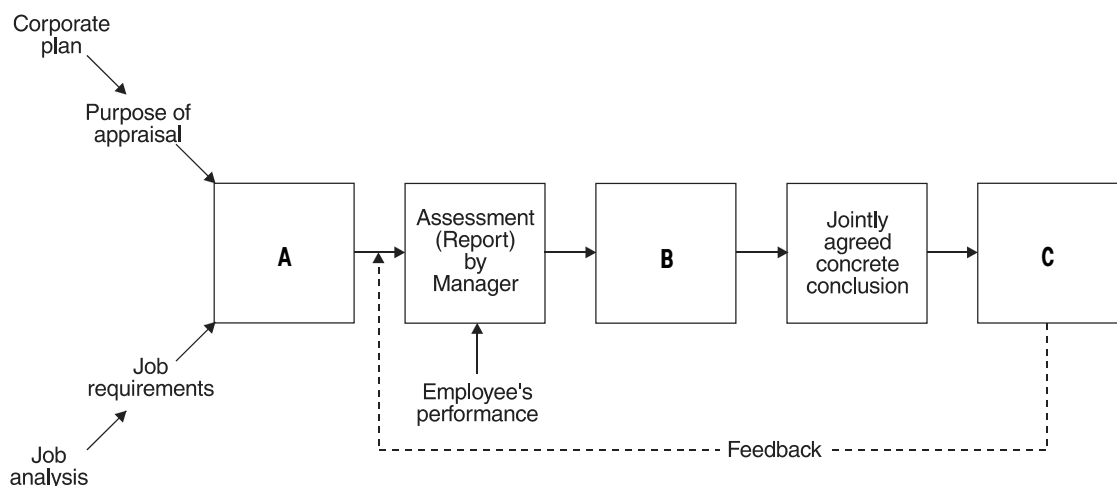 Corporate
plan
Purpose of
appraisal
A
Assessment
(Report)
by
Manager
B
Jointly
agreed
concrete
conclusion
C
Job
requirements
Employee's
performance
Job
analysis
Feedback